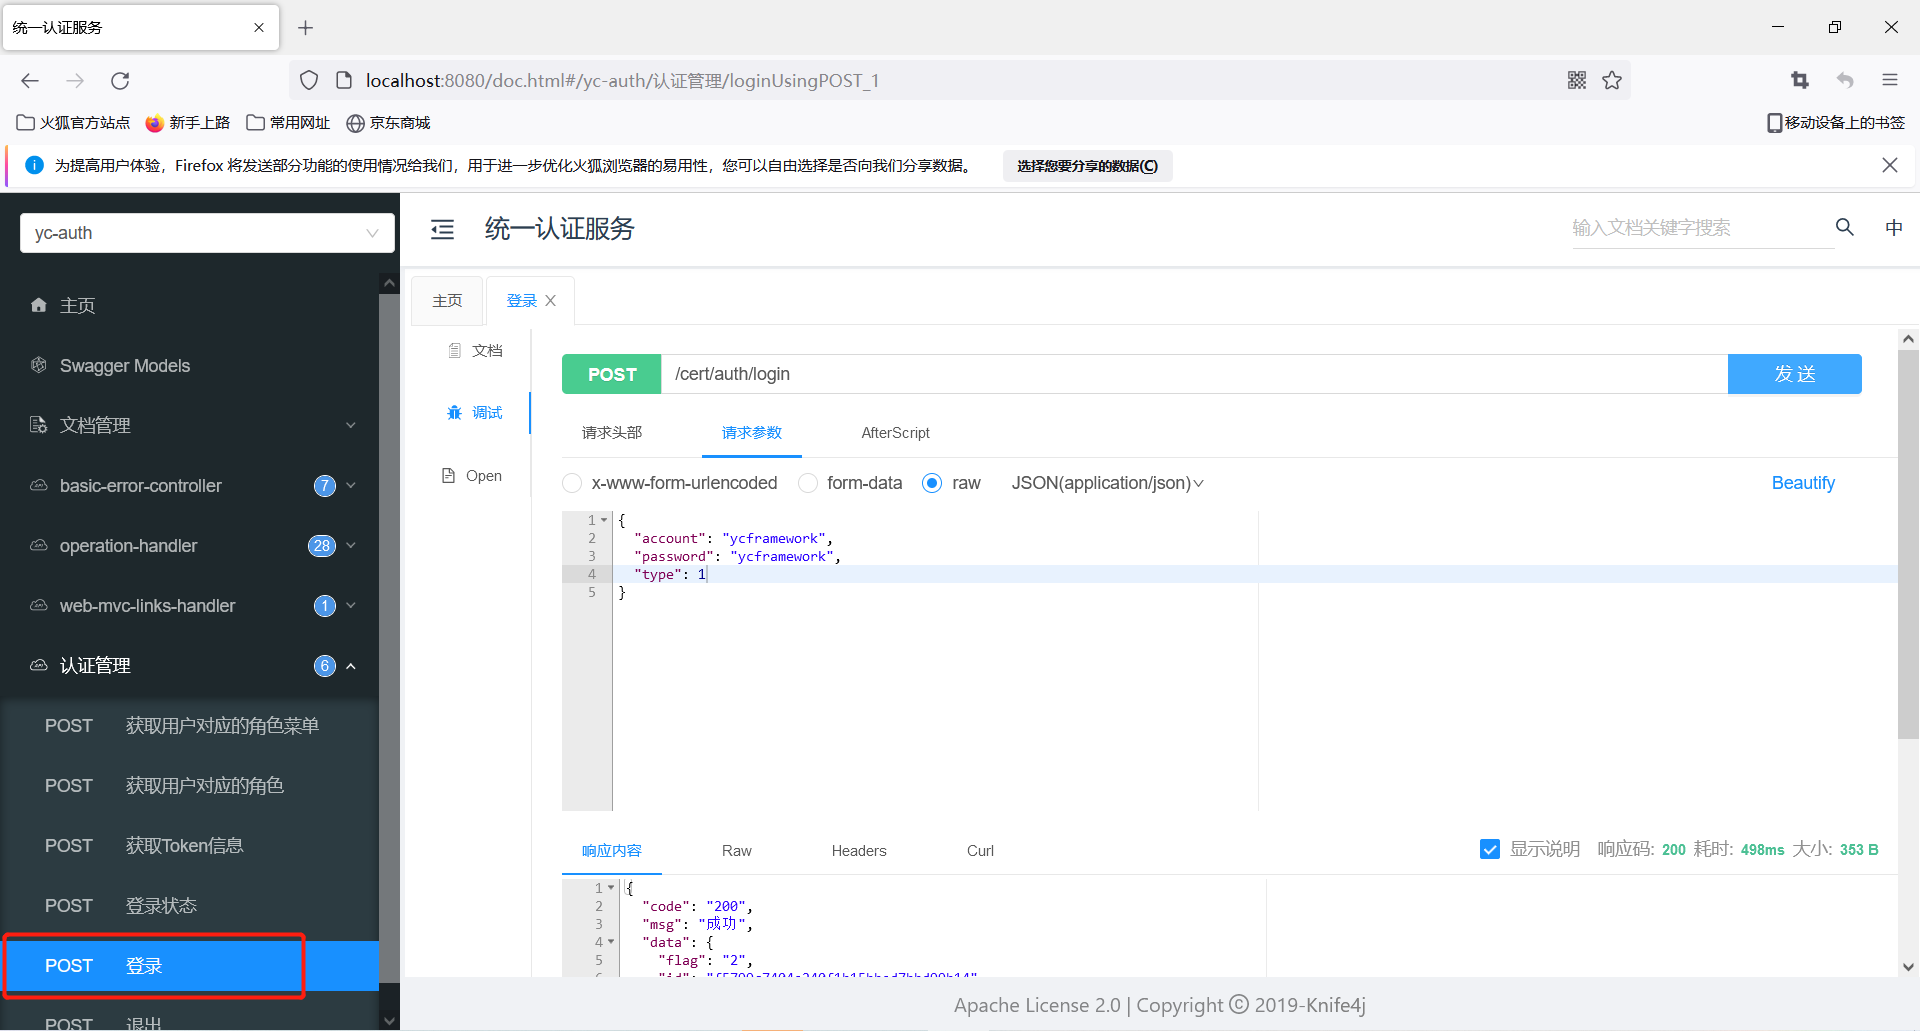 统一认证服务
localhost:8080/doc.html#/yc-auth/认证管理/loginUsingPOST_1
火狐官方站点 新手上路 常用网址 京东商城 移动设备上的书签
为提高用户体验，Firefox 将发送部分功能的使用情况给我们，用于进一步优化火狐浏览器的易用性，您可以自由选择是否向我们分享数据。 选择您要分享的数据(C)
yc-auth
主页
Swagger Models
文档管理
basic-error-controller 7
operation-handler 28
web-mvc-links-handler 1
认证管理 6
POST 获取用户对应的角色菜单
POST 获取用户对应的角色
POST 获取Token信息
POST 登录状态
POST 登录
POST 退出
统一认证服务 输入文档关键字搜索 中
主页 登录
文档
调试
Open
POST /cert/auth/login 发 送
请求头部 请求参数 AfterScript
x-www-form-urlencoded form-data raw JSON(application/json) Beautify
1 {
2 "account": "ycframework",
3 "password": "ycframework",
4 "type": 1
5 }
响应内容 Raw Headers Curl 显示说明 响应码: 200 耗时: 498ms 大小: 353 B
1 {
2 "code": "200",
3 "msg": "成功",
4 "data": {
5 "flag": "2",
Apache License 2.0 | Copyright © 2019-Knife4j